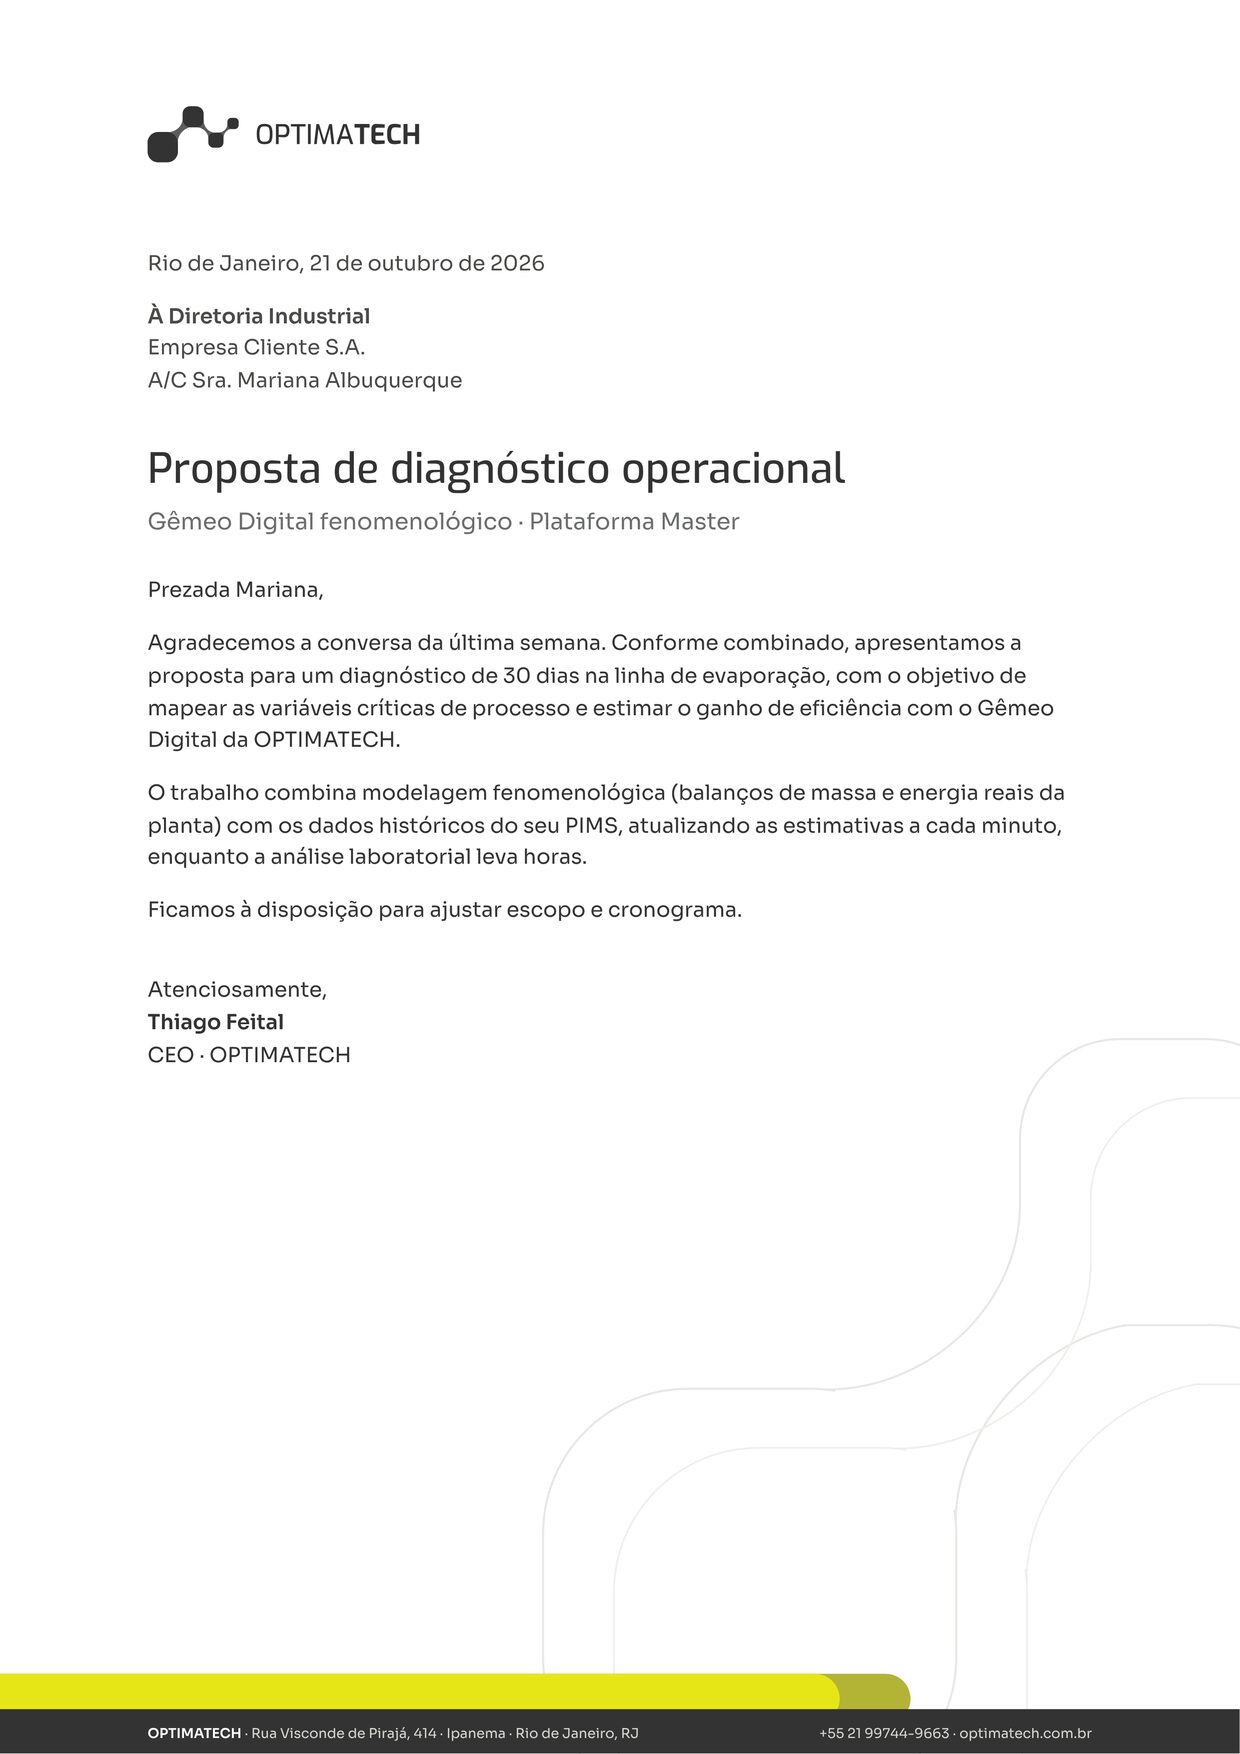 OPTIMATECH
Rio de Janeiro, 21 de outubro de 2026
À Diretoria Industrial
Empresa Cliente S.A.
A/C Sra. Mariana Albuquerque
Proposta de diagnóstico operacional
Gêmeo Digital fenomenológico · Plataforma Master
Prezada Mariana,
Agradecemos a conversa da última semana. Conforme combinado, apresentamos a
proposta para um diagnóstico de 30 dias na linha de evaporação, com o objetivo de
mapear as variáveis críticas de processo e estimar o ganho de eficiência com o Gêmeo
Digital da OPTIMATECH.
O trabalho combina modelagem fenomenológica (balanços de massa e energia reais da
planta) com os dados históricos do seu PIMS, atualizando as estimativas a cada minuto,
enquanto a análise laboratorial leva horas.
Ficamos à disposição para ajustar escopo e cronograma.
Atenciosamente,
Thiago Feital
CEO · OPTIMATECH
OPTIMATECH · Rua Visconde de Pirajá, 414 · Ipanema · Rio de Janeiro, RJ
+55 21 99744-9663 · optimatech.com.br